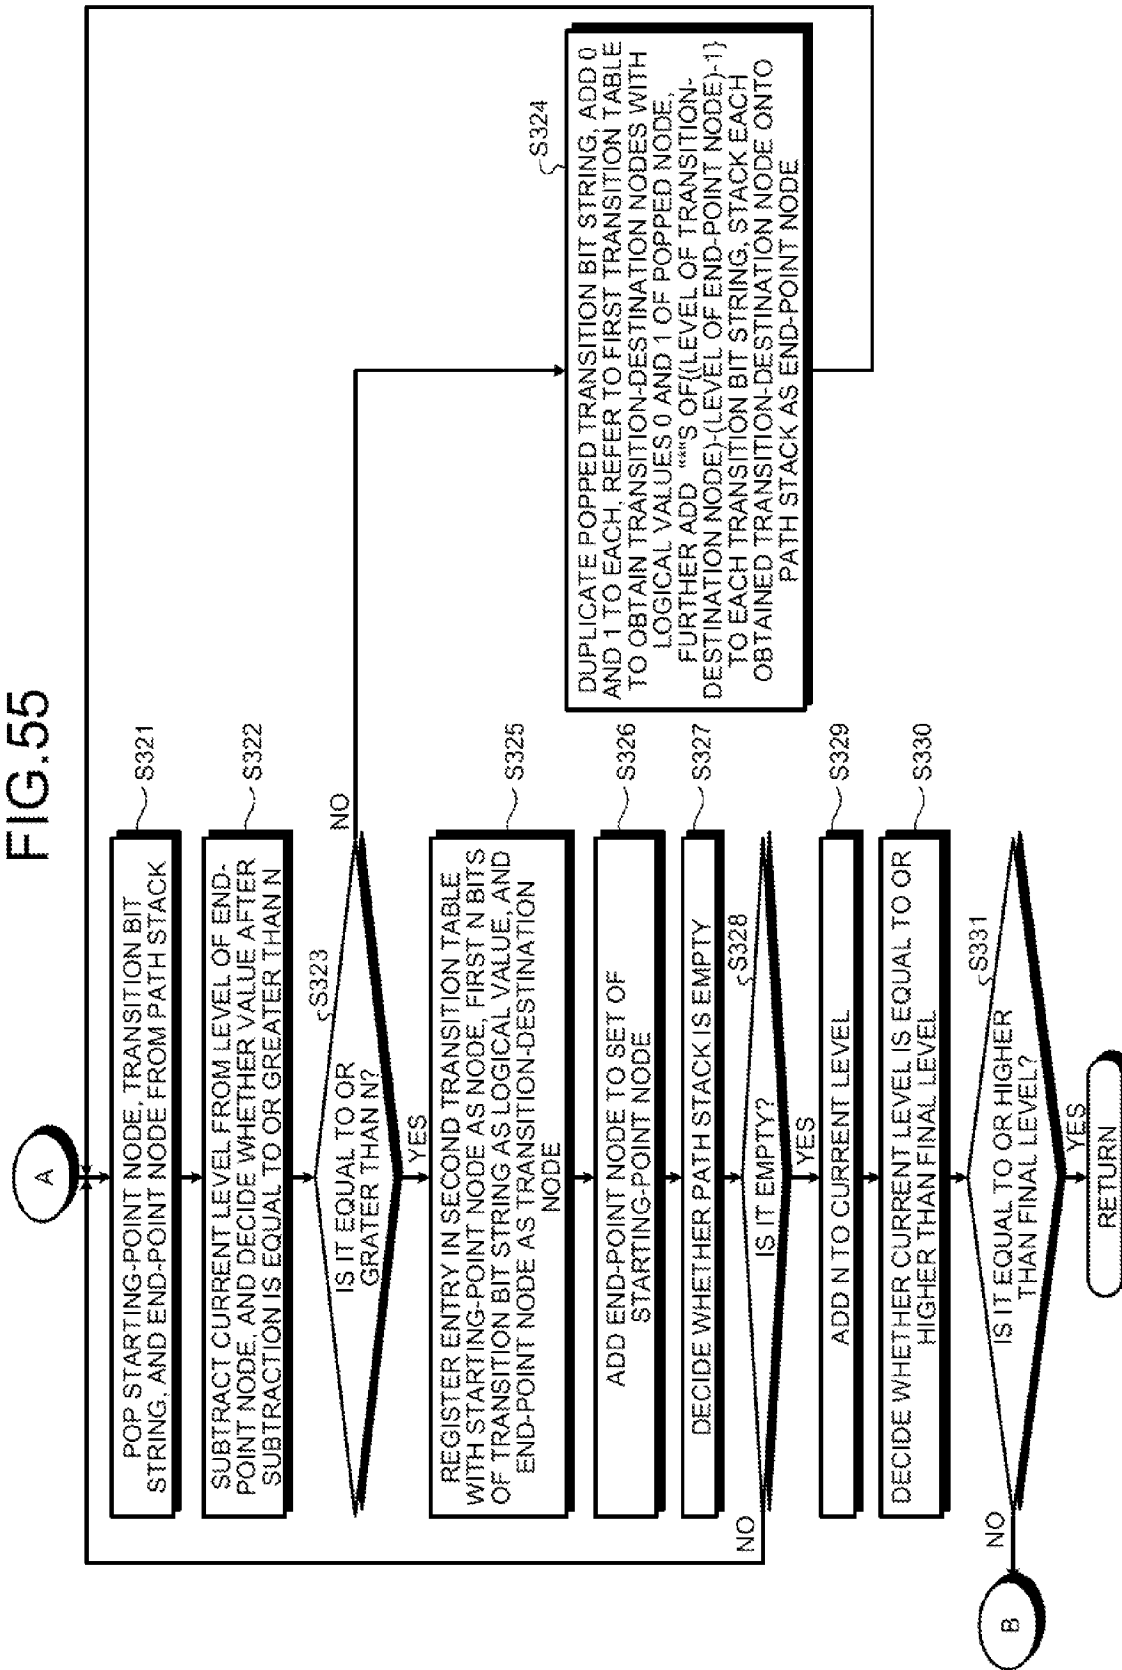 FIG.55
A
POP STARTING-POINT NODE, TRANSITION BIT
STRING, AND END-POINT NODE FROM PATH STACK
S321
SUBTRACT CURRENT LEVEL FROM LEVEL OF END-
POINT NODE, AND DECIDE WHETHER VALUE AFTER
SUBTRACTION IS EQUAL TO OR GREATER THAN N
S322
IS IT EQUAL TO OR
GRATER THAN N?
S323
NO
YES
DUPLICATE POPPED TRANSITION BIT STRING, ADD 0
AND 1 TO EACH, REFER TO FIRST TRANSITION TABLE
TO OBTAIN TRANSITION-DESTINATION NODES WITH
LOGICAL VALUES 0 AND 1 OF POPPED NODE,
FURTHER ADD "*"S OF{(LEVEL OF TRANSITION-
DESTINATION NODE)-(LEVEL OF END-POINT NODE)-1}
TO EACH TRANSITION BIT STRING, STACK EACH
OBTAINED TRANSITION-DESTINATION NODE ONTO
PATH STACK AS END-POINT NODE
S324
REGISTER ENTRY IN SECOND TRANSITION TABLE
WITH STARTING-POINT NODE AS NODE, FIRST N BITS
OF TRANSITION BIT STRING AS LOGICAL VALUE, AND
END-POINT NODE AS TRANSITION-DESTINATION
NODE
S325
ADD END-POINT NODE TO SET OF
STARTING-POINT NODE
S326
DECIDE WHETHER PATH STACK IS EMPTY
S327
IS IT EMPTY?
S328
NO
YES
ADD N TO CURRENT LEVEL
S329
DECIDE WHETHER CURRENT LEVEL IS EQUAL TO OR
HIGHER THAN FINAL LEVEL
S330
IS IT EQUAL TO OR HIGHER
THAN FINAL LEVEL?
S331
NO
B
YES
RETURN